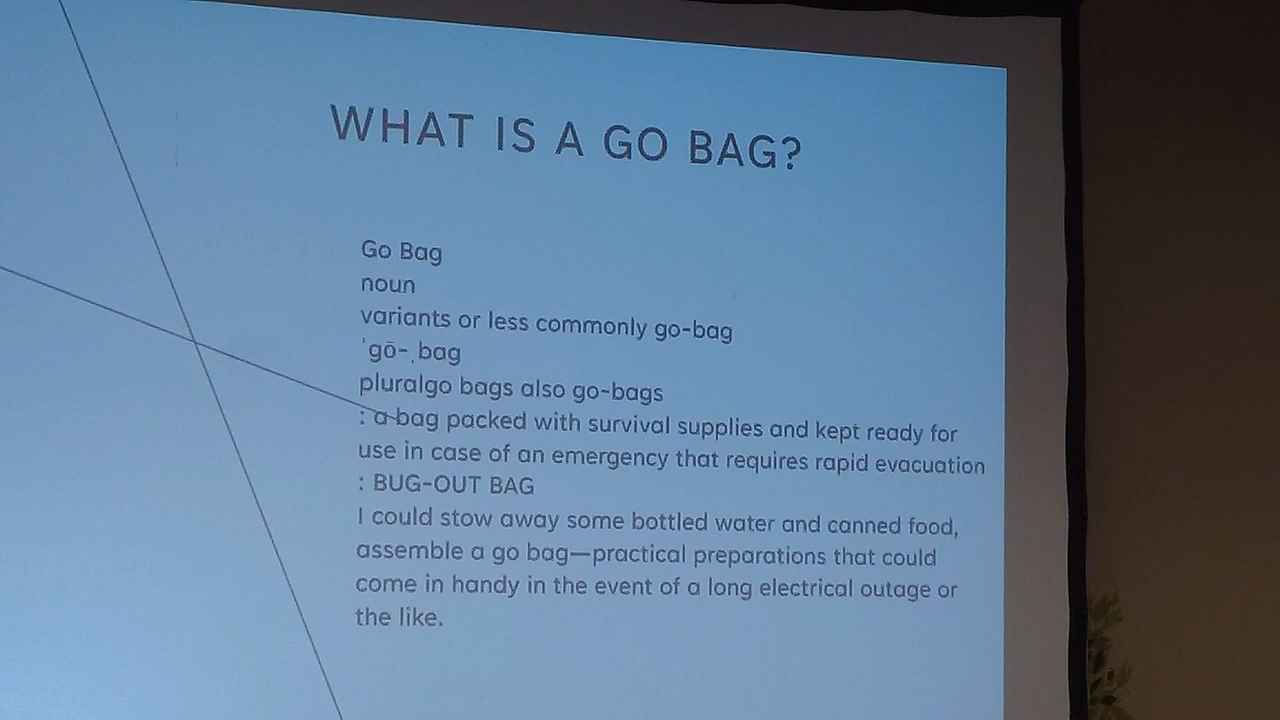 WHAT IS A GO BAG?
Go Bag
noun
variants or less commonly go-bag
ˈgō-ˌbag
pluralgo bags also go-bags
: a bag packed with survival supplies and kept ready for
use in case of an emergency that requires rapid evacuation
: BUG-OUT BAG
I could stow away some bottled water and canned food,
assemble a go bag—practical preparations that could
come in handy in the event of a long electrical outage or
the like.